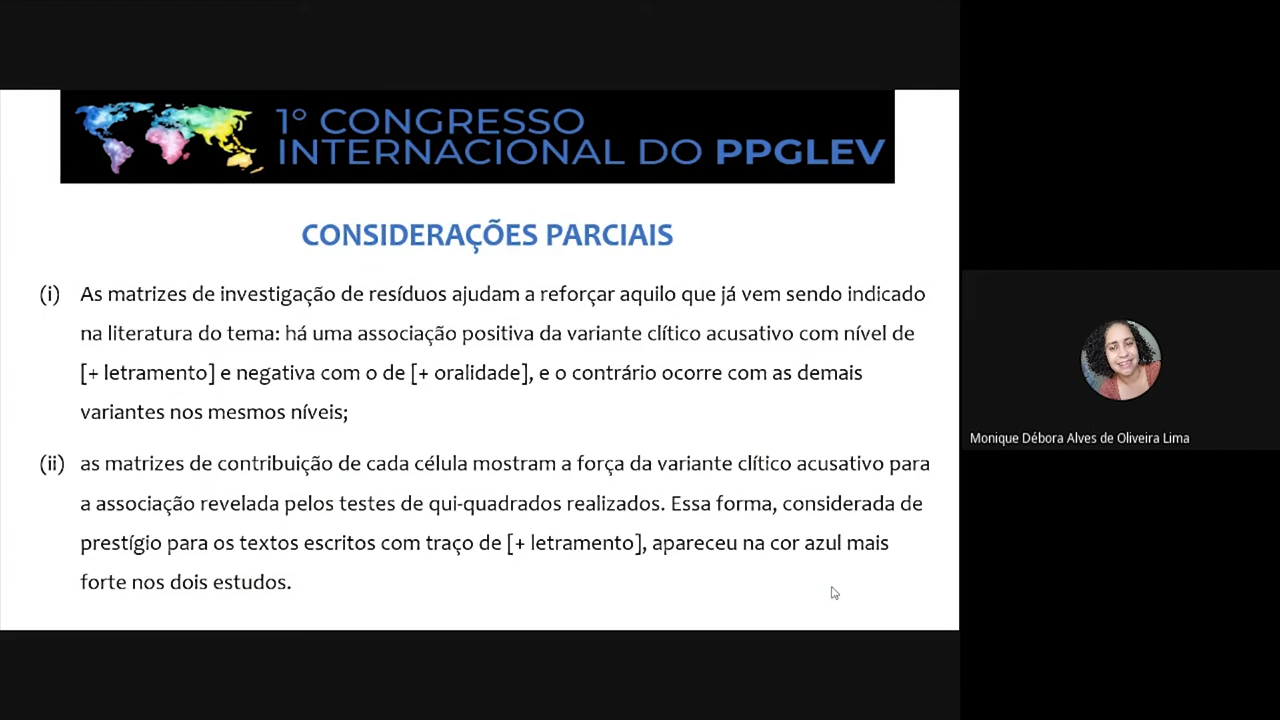 1º CONGRESSO
INTERNACIONAL DO PPGLEV
CONSIDERAÇÕES PARCIAIS
(i) As matrizes de investigação de resíduos ajudam a reforçar aquilo que já vem sendo indicado
na literatura do tema: há uma associação positiva da variante clítico acusativo com nível de
[+ letramento] e negativa com o de [+ oralidade], e o contrário ocorre com as demais
variantes nos mesmos níveis;
(ii) as matrizes de contribuição de cada célula mostram a força da variante clítico acusativo para
a associação revelada pelos testes de qui-quadrados realizados. Essa forma, considerada de
prestígio para os textos escritos com traço de [+ letramento], apareceu na cor azul mais
forte nos dois estudos.
Monique Débora Alves de Oliveira Lima